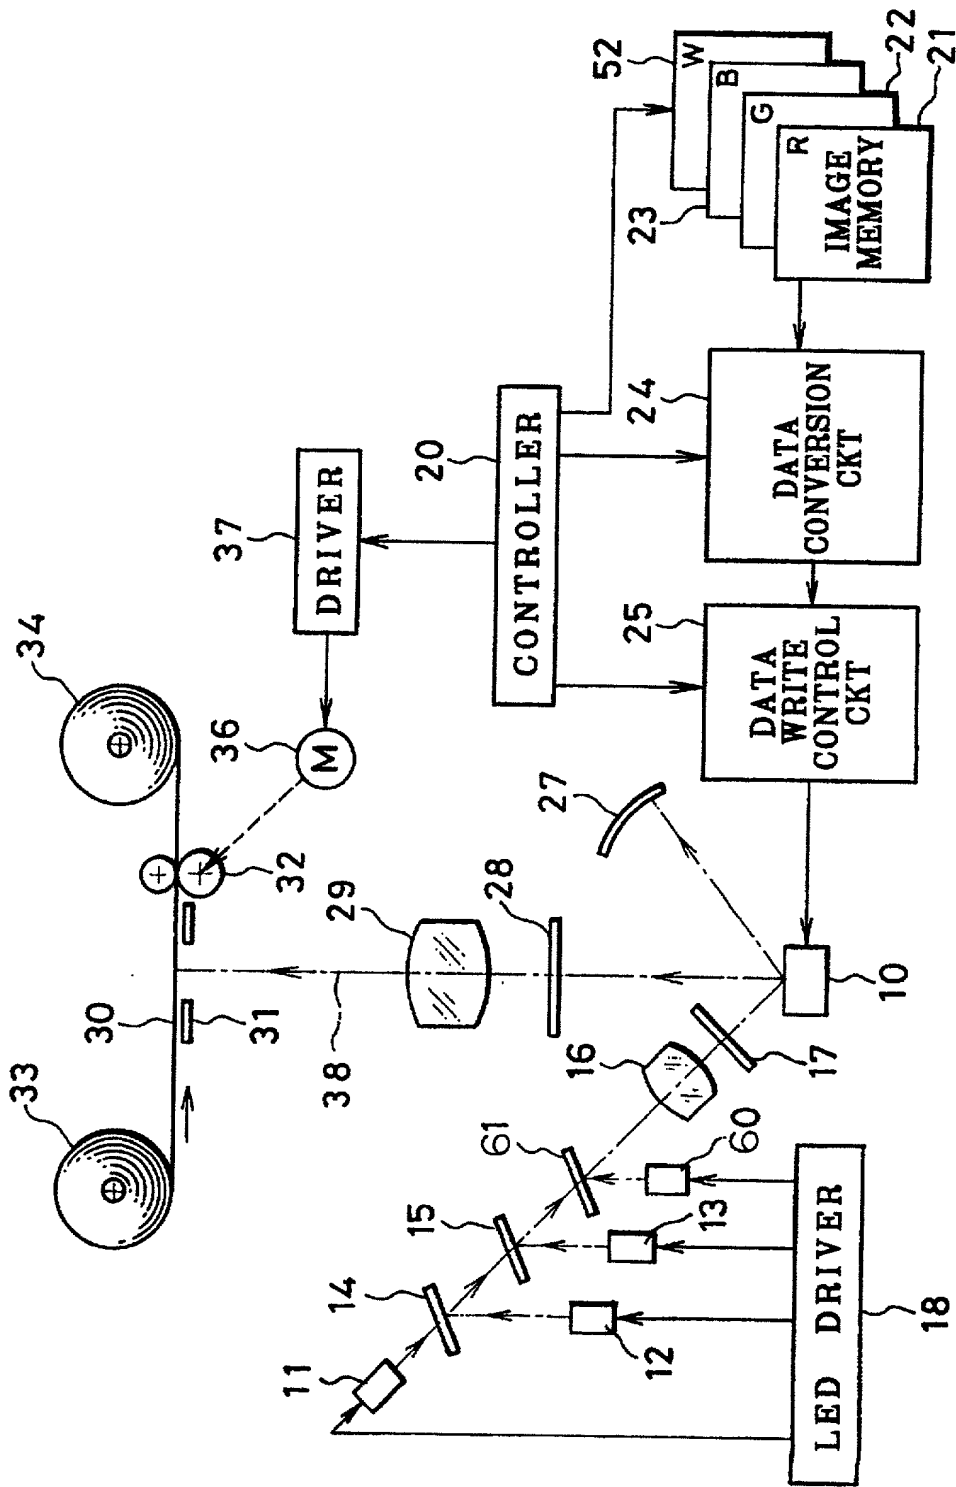 33
34
30
31
32
36
M
37
DRIVER
38
29
28
27
20
CONTROLLER
52
W
B
G
R
22
21
23
IMAGE
MEMORY
24
DATA
CONVERSION
CKT
25
DATA
WRITE
CONTROL
CKT
10
16
17
61
60
15
13
14
12
11
LED DRIVER
18